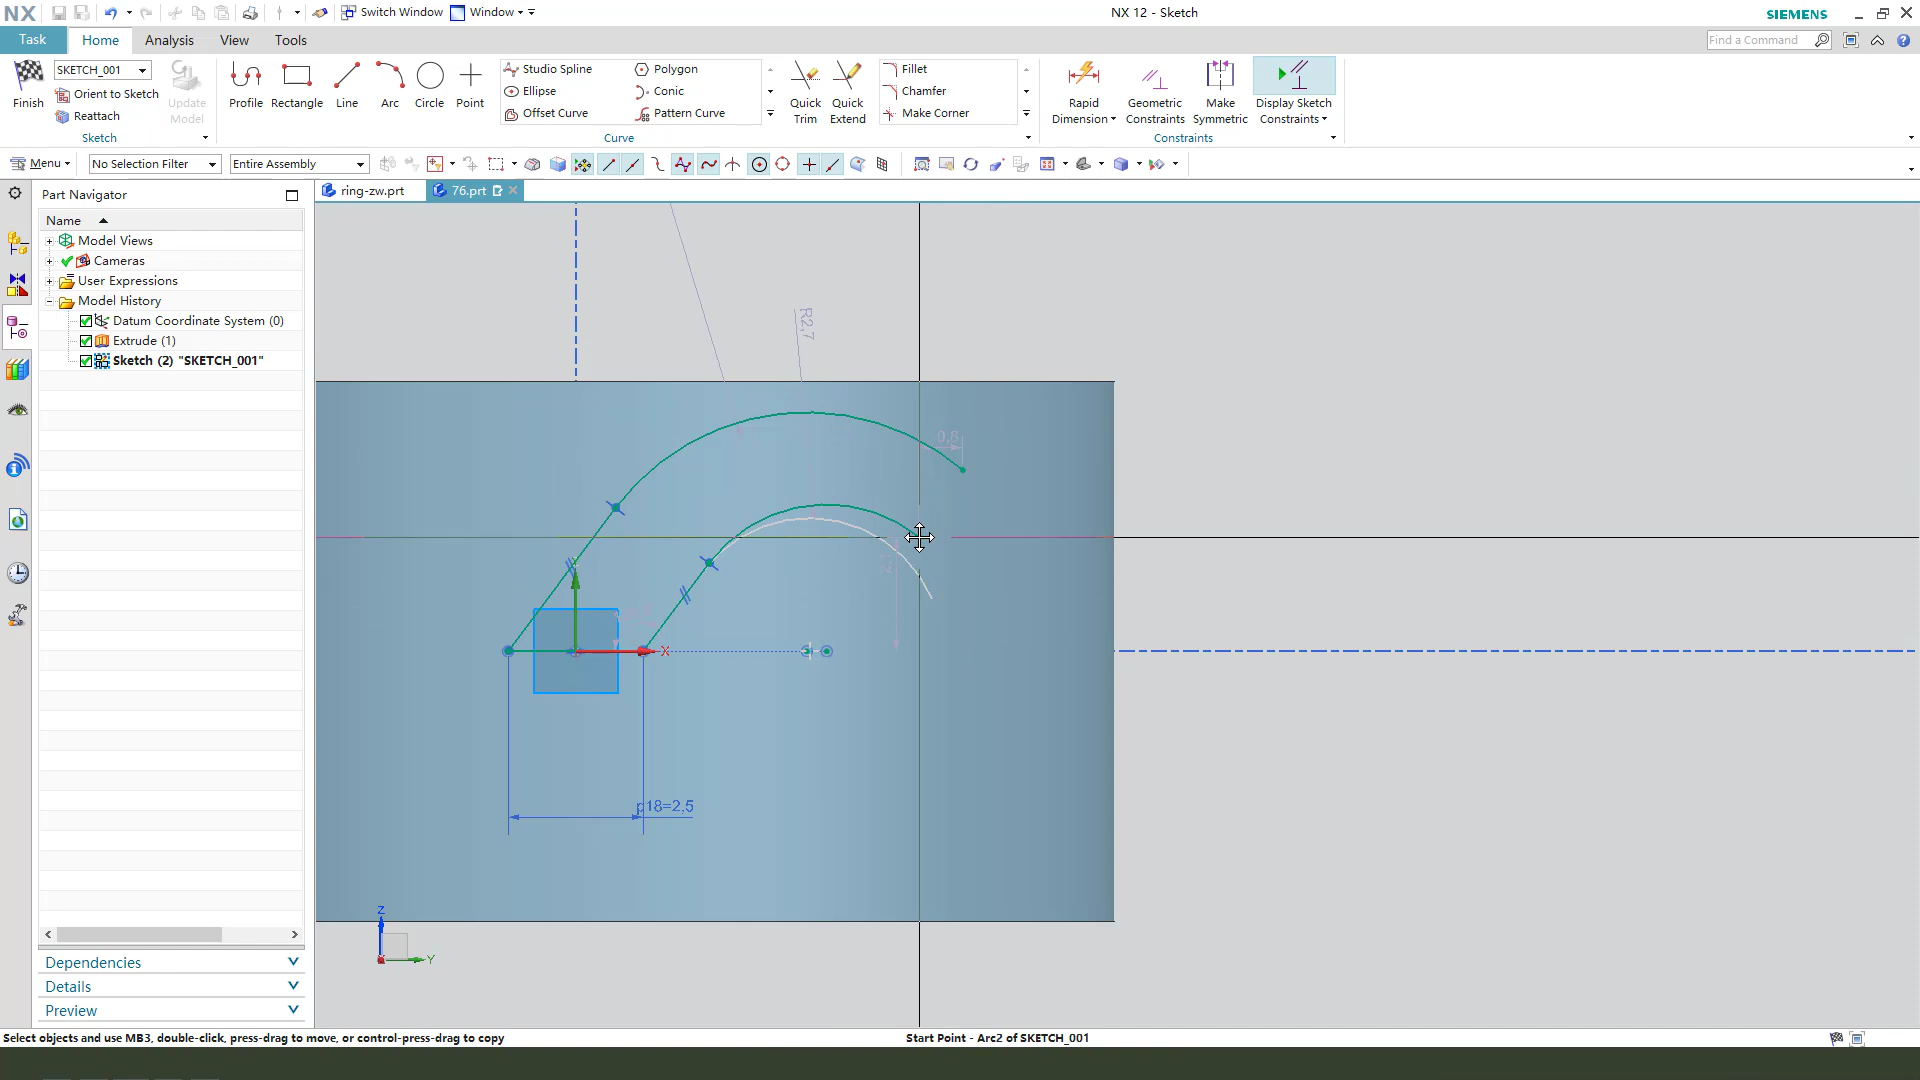 NX
Switch Window
Window
NX 12 - Sketch
SIEMENS
Task
Home
Analysis
View
Tools
Find a Command
Finish
SKETCH_001
Orient to Sketch
Reattach
Update Model
Profile
Rectangle
Line
Arc
Circle
Point
Studio Spline
Ellipse
Offset Curve
Polygon
Conic
Pattern Curve
Quick Trim
Quick Extend
Fillet
Chamfer
Make Corner
Rapid Dimension
Geometric Constraints
Make Symmetric
Display Sketch Constraints
Sketch
Curve
Constraints
Menu
No Selection Filter
Entire Assembly
Part Navigator
ring-zw.prt
76.prt
Name
Model Views
Cameras
User Expressions
Model History
Datum Coordinate System (0)
Extrude (1)
Sketch (2) "SKETCH_001"
R2,7
0,8
X
p18=2,5
Z
Y
Dependencies
Details
Preview
Select objects and use MB3, double-click, press-drag to move, or control-press-drag to copy
Start Point - Arc2 of SKETCH_001